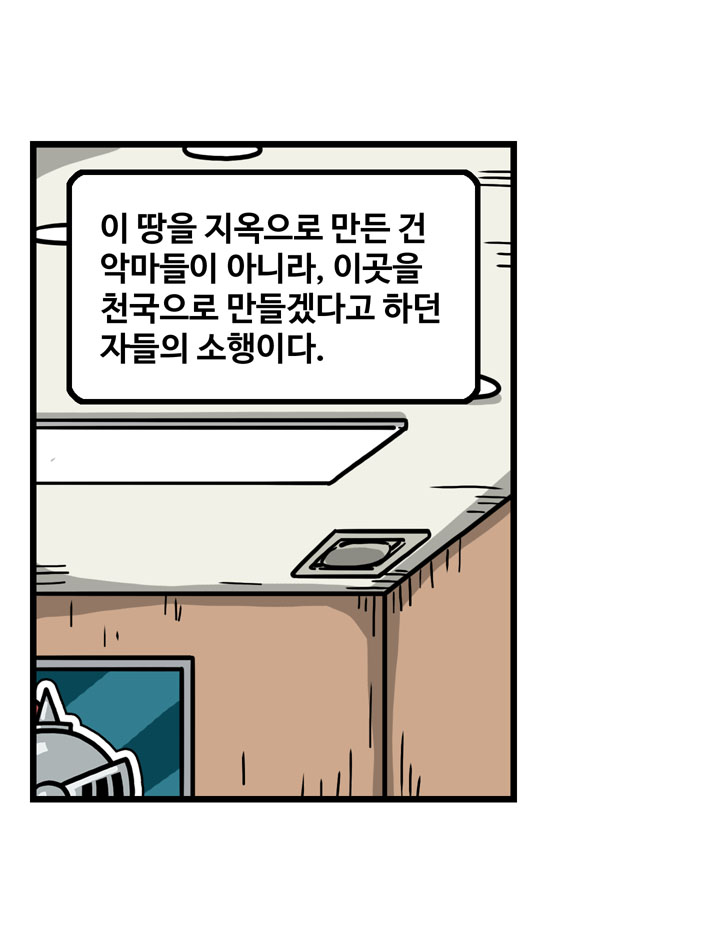 이 땅을 지옥으로 만든 건
악마들이 아니라, 이곳을
천국으로 만들겠다고 하던
자들의 소행이다.